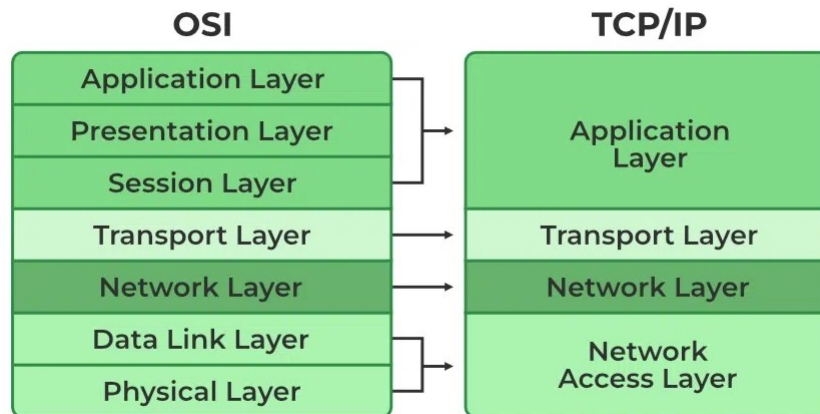 OSI
Application Layer
Presentation Layer
Session Layer
Transport Layer
Network Layer
Data Link Layer
Physical Layer
TCP/IP
Application
Layer
Transport Layer
Network Layer
Network
Access Layer